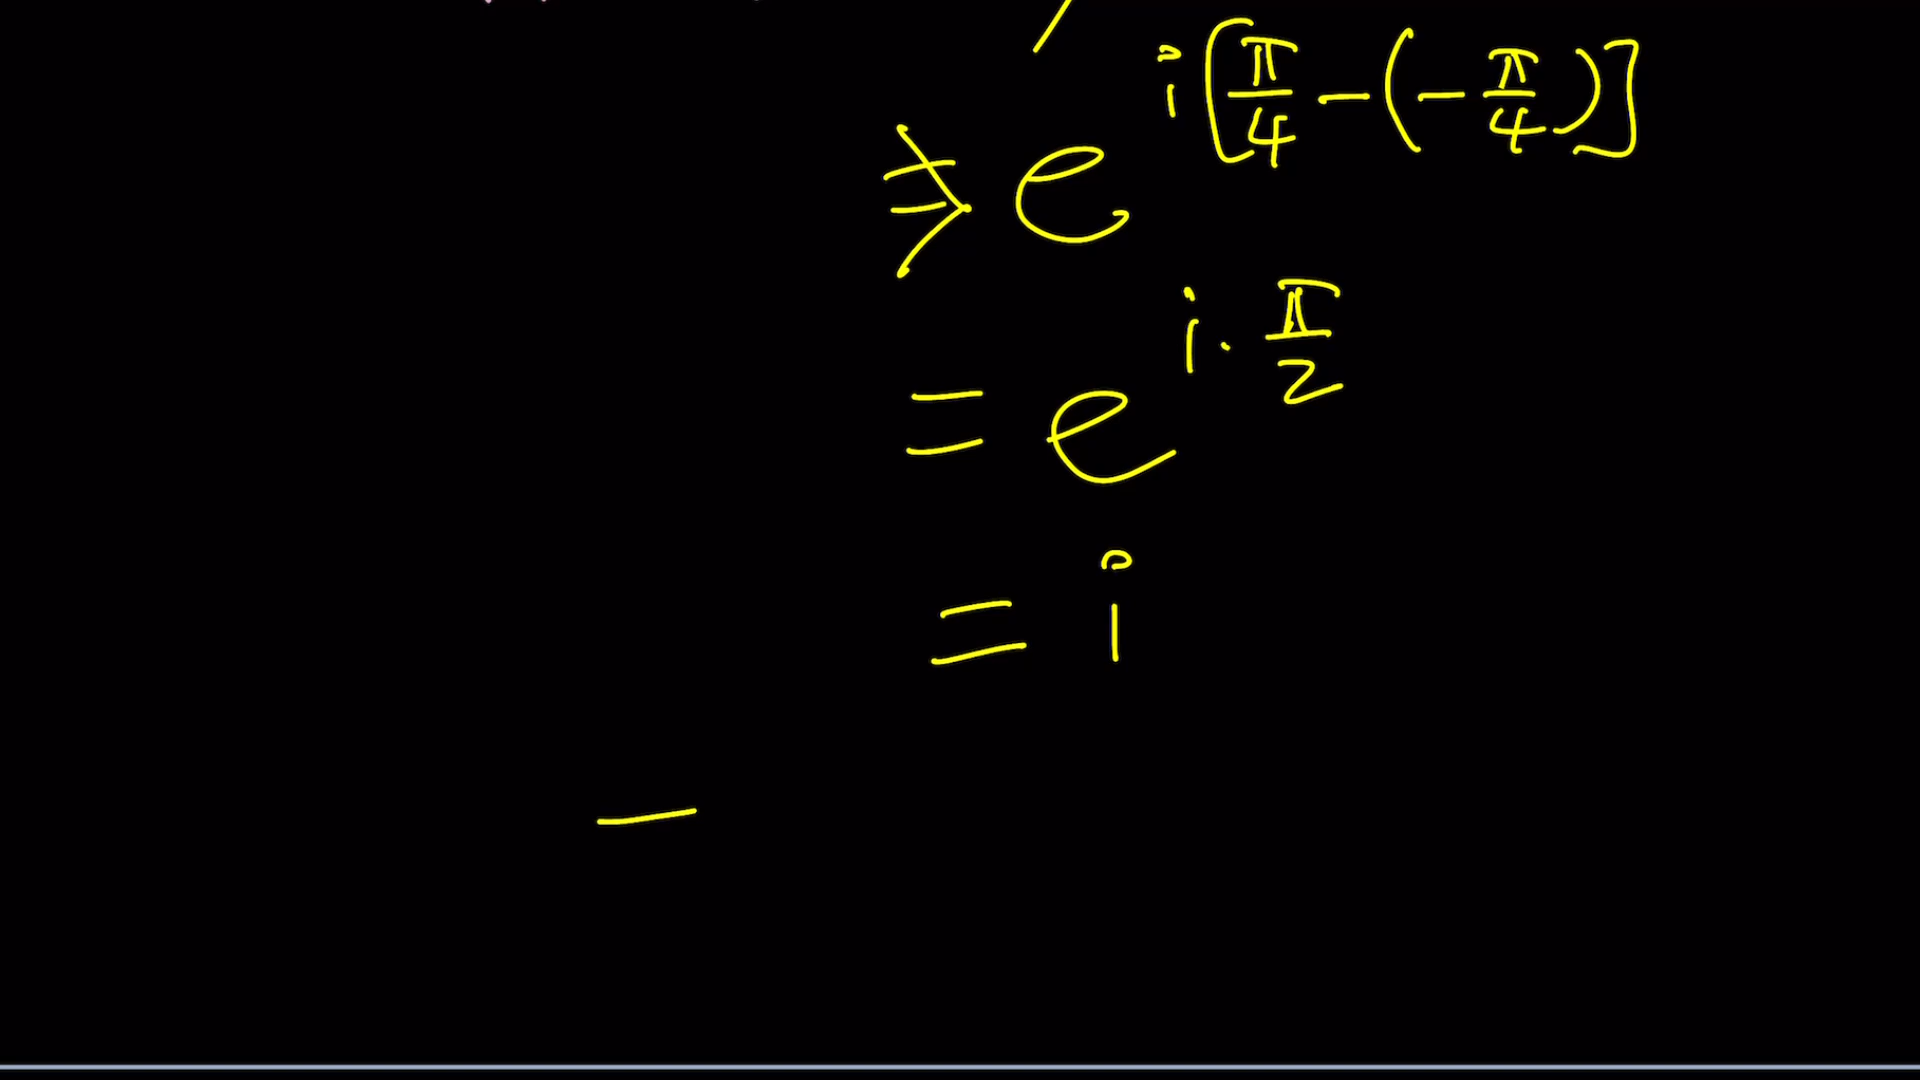 ⇒ e^{i[π/4 - (-π/4)]}
= e^{i · π/2}
= i
—